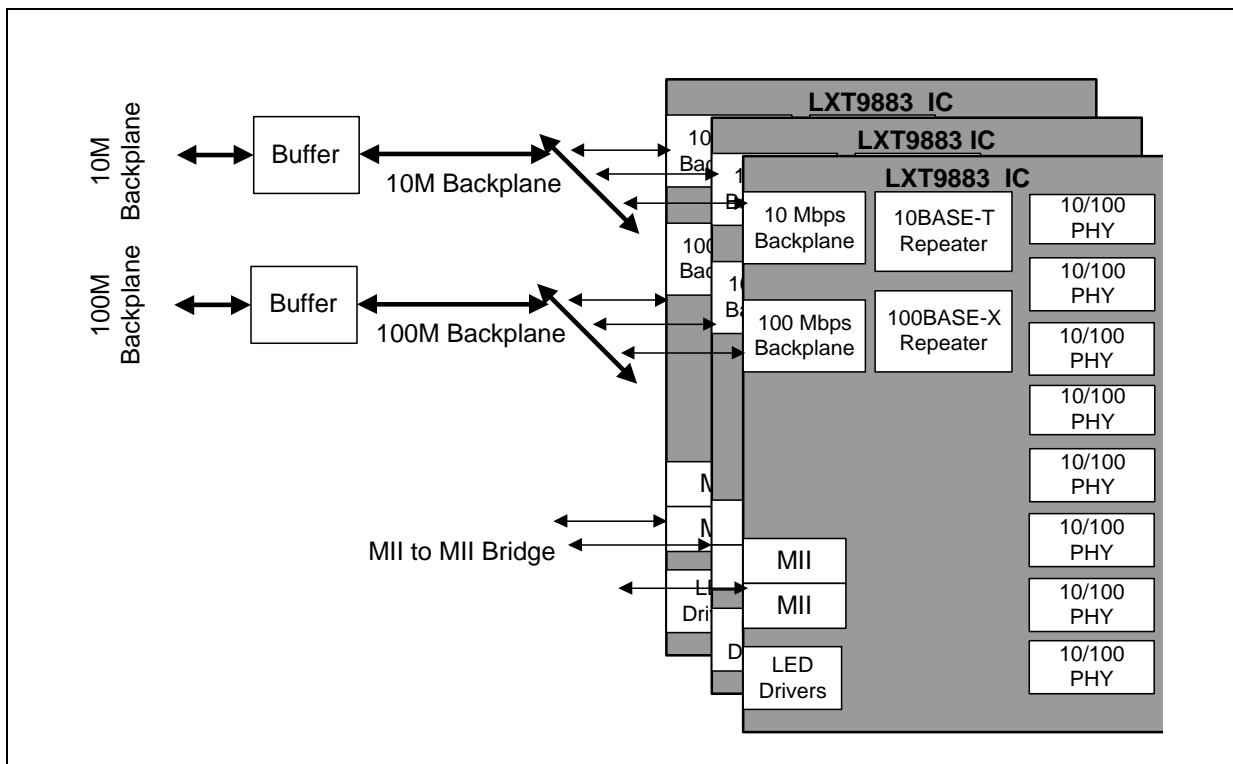 LXT9883 IC
LXT9883 IC
LXT9883 IC
10M
Backplane
Buffer
10M Backplane
10 Mbps
Backplane
10BASE-T
Repeater
10/100
PHY
10/100
PHY
100M
Backplane
Buffer
100M Backplane
100 Mbps
Backplane
100BASE-X
Repeater
10/100
PHY
10/100
PHY
10/100
PHY
10/100
PHY
10/100
PHY
10/100
PHY
MII to MII Bridge
MII
MII
LED
Drivers